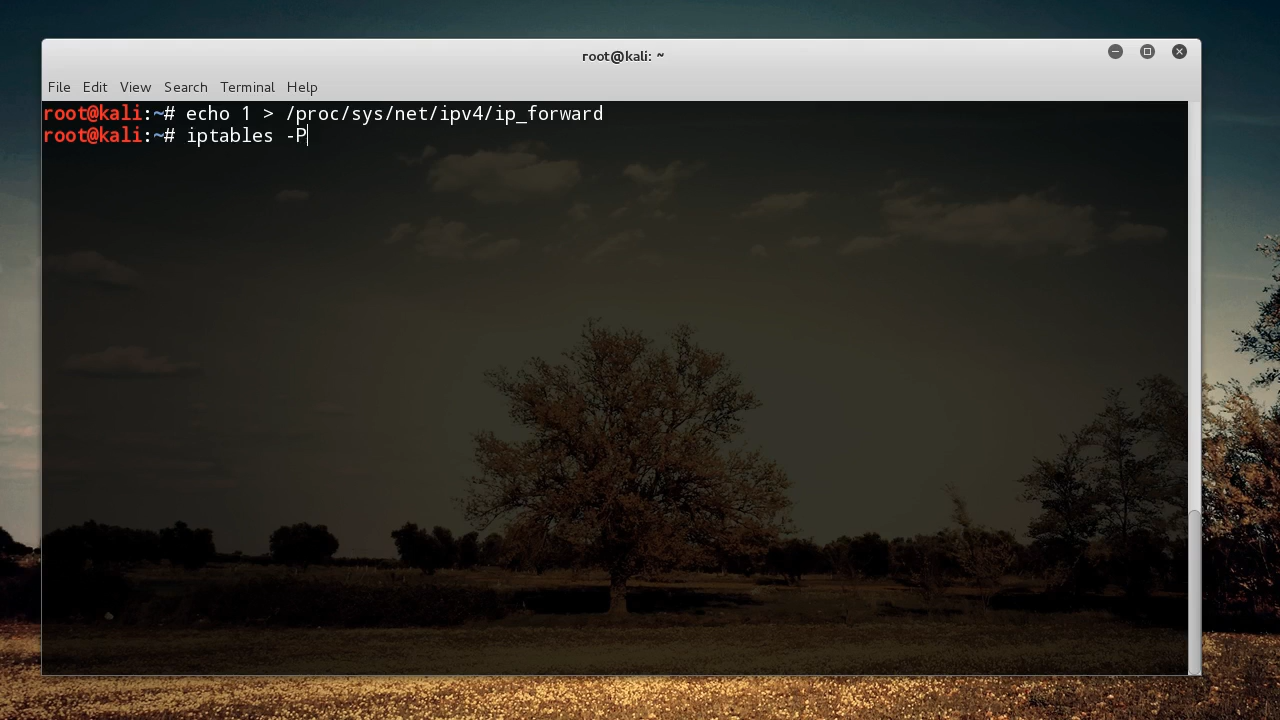 root@kali: ~
File Edit View Search Terminal Help
root@kali:~# echo 1 > /proc/sys/net/ipv4/ip_forward
root@kali:~# iptables -P